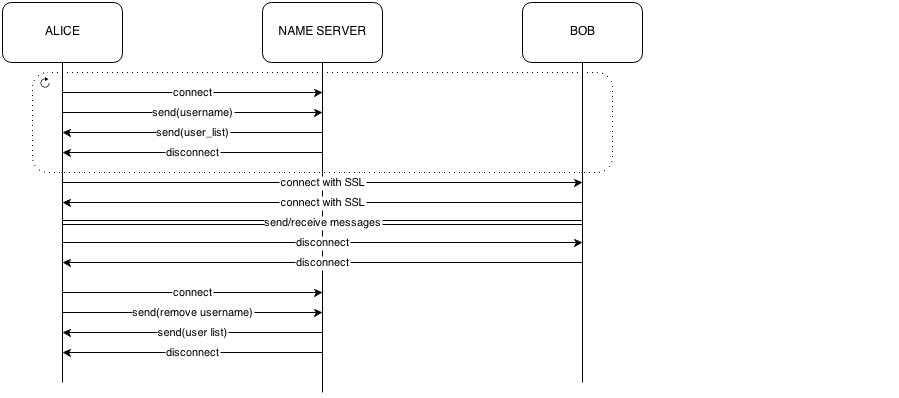 ALICE
NAME SERVER
BOB
connect
send(username)
send(user_list)
disconnect
connect with SSL
connect with SSL
send/receive messages
disconnect
disconnect
connect
send(remove username)
send(user list)
disconnect